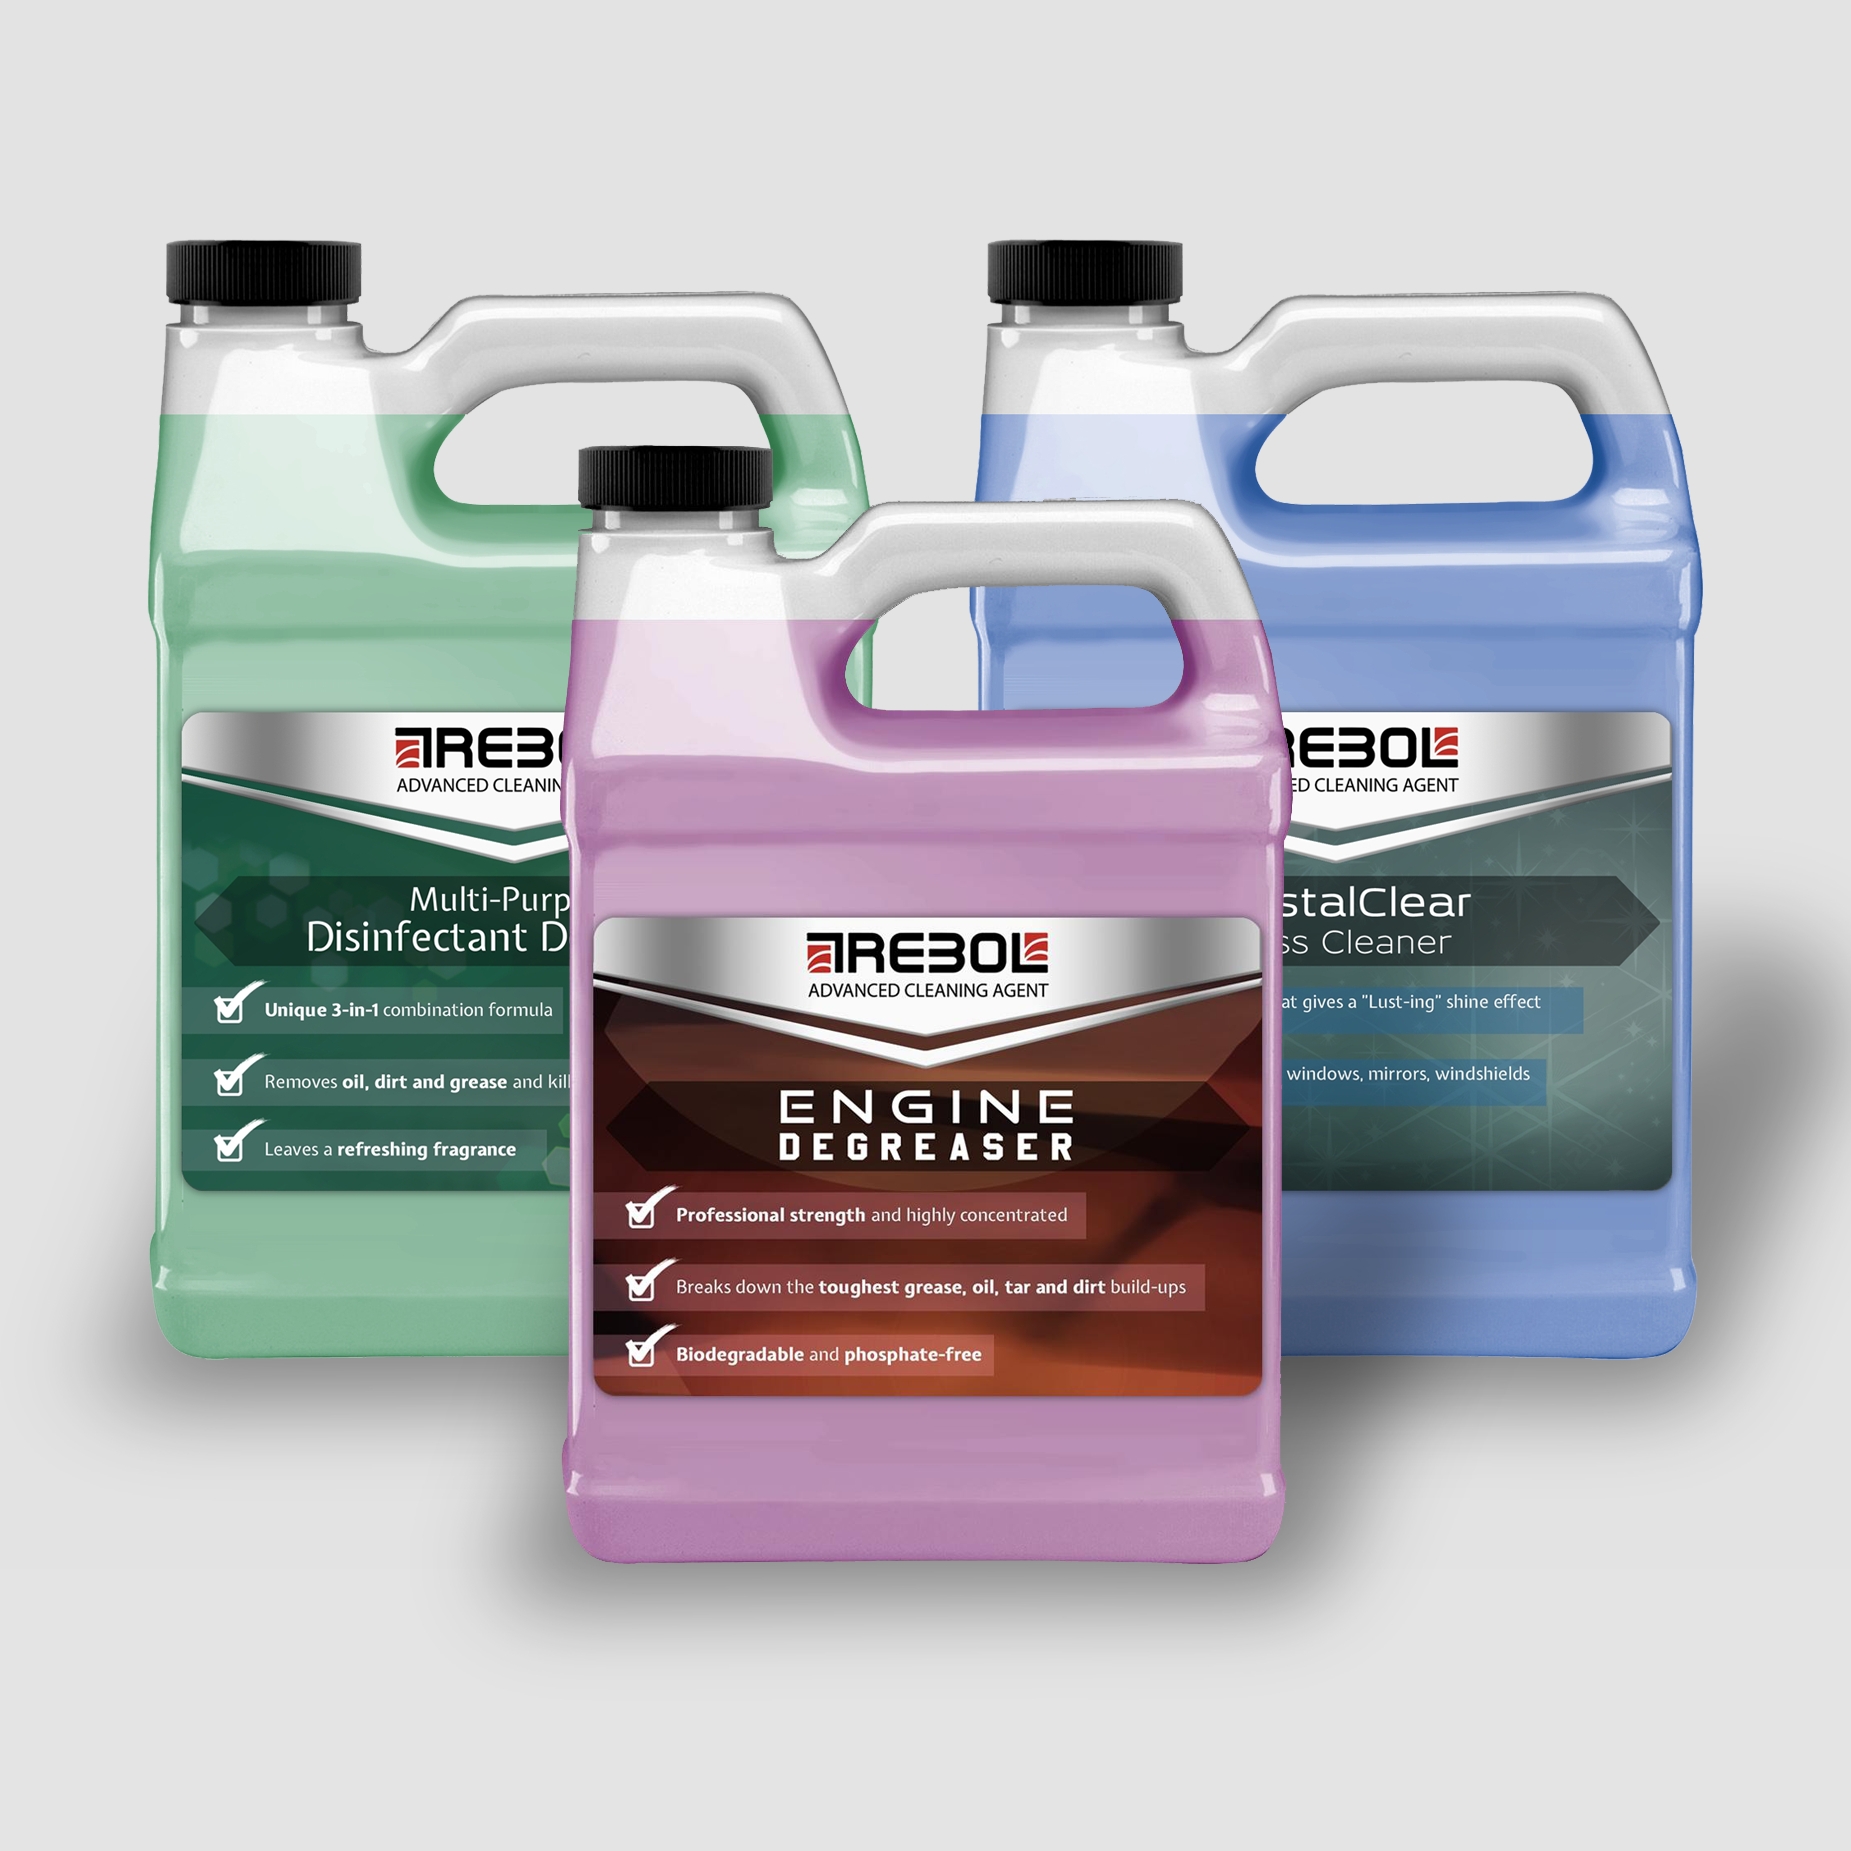 TREBO
ADVANCED CLEANIN
Multi-Purp
Disinfectant D
Unique 3-in-1 combination formula
Removes oil, dirt and grease and kil
Leaves a refreshing fragrance
TREBOL
ADVANCED CLEANING AGENT
ENGINE
DEGREASER
Professional strength and highly concentrated
Breaks down the toughest grease, oil, tar and dirt build-ups
Biodegradable and phosphate-free
REBOL
ED CLEANING AGENT
stalClear
ss Cleaner
at gives a "Lust-ing" shine effect
windows, mirrors, windshields